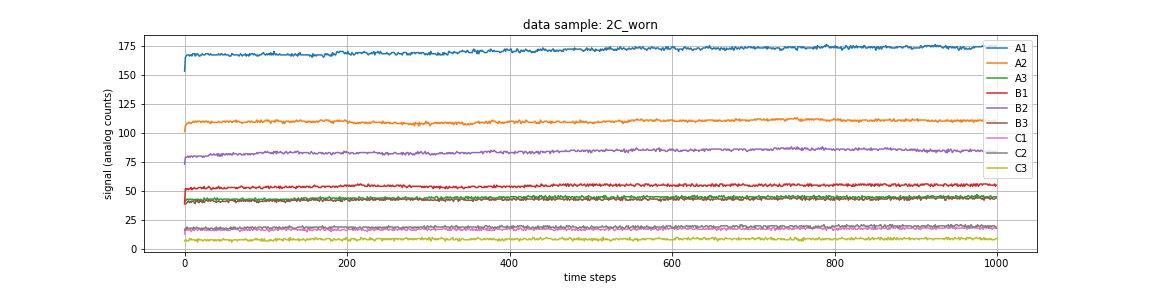 data sample: 2C_worn
signal (analog counts)
175
150
125
100
75
50
25
0
0 200 400 600 800 1000
time steps
A1
A2
A3
B1
B2
B3
C1
C2
C3